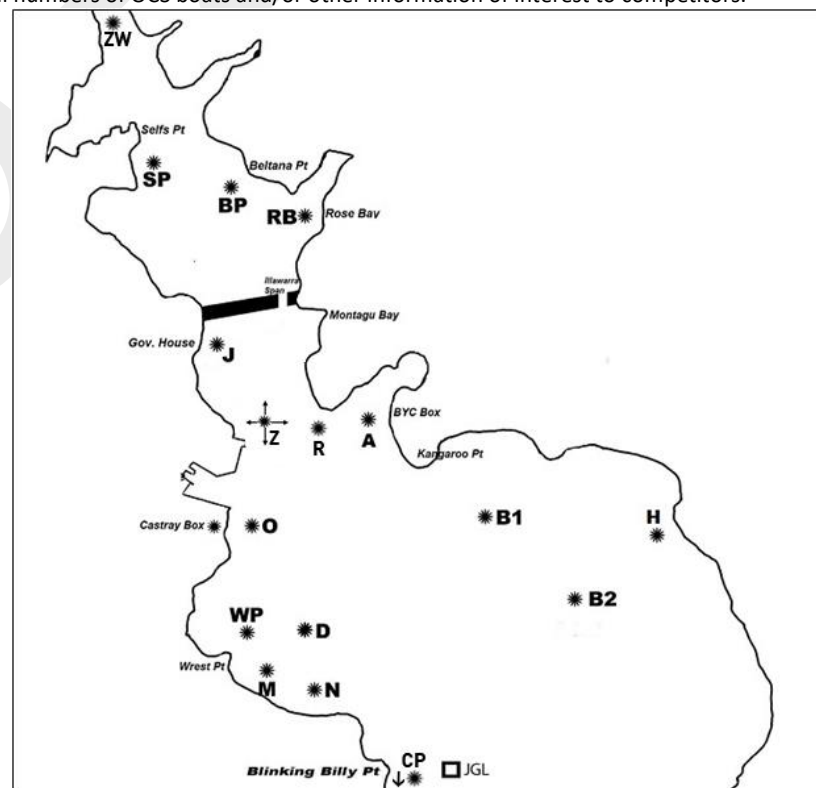 numbers of OCS boats and/or other information of interest to competitors.
ZW
Selfs Pt
SP
Beltana Pt
BP
RB
Rose Bay
Illawarra
Span
Montagu Bay
Gov. House
J
BYC Box
Z
R
A
Kangaroo Pt
Castray Box
O
B1
H
B2
WP
D
Wrest Pt
M
N
CP
Blinking Billy Pt
JGL